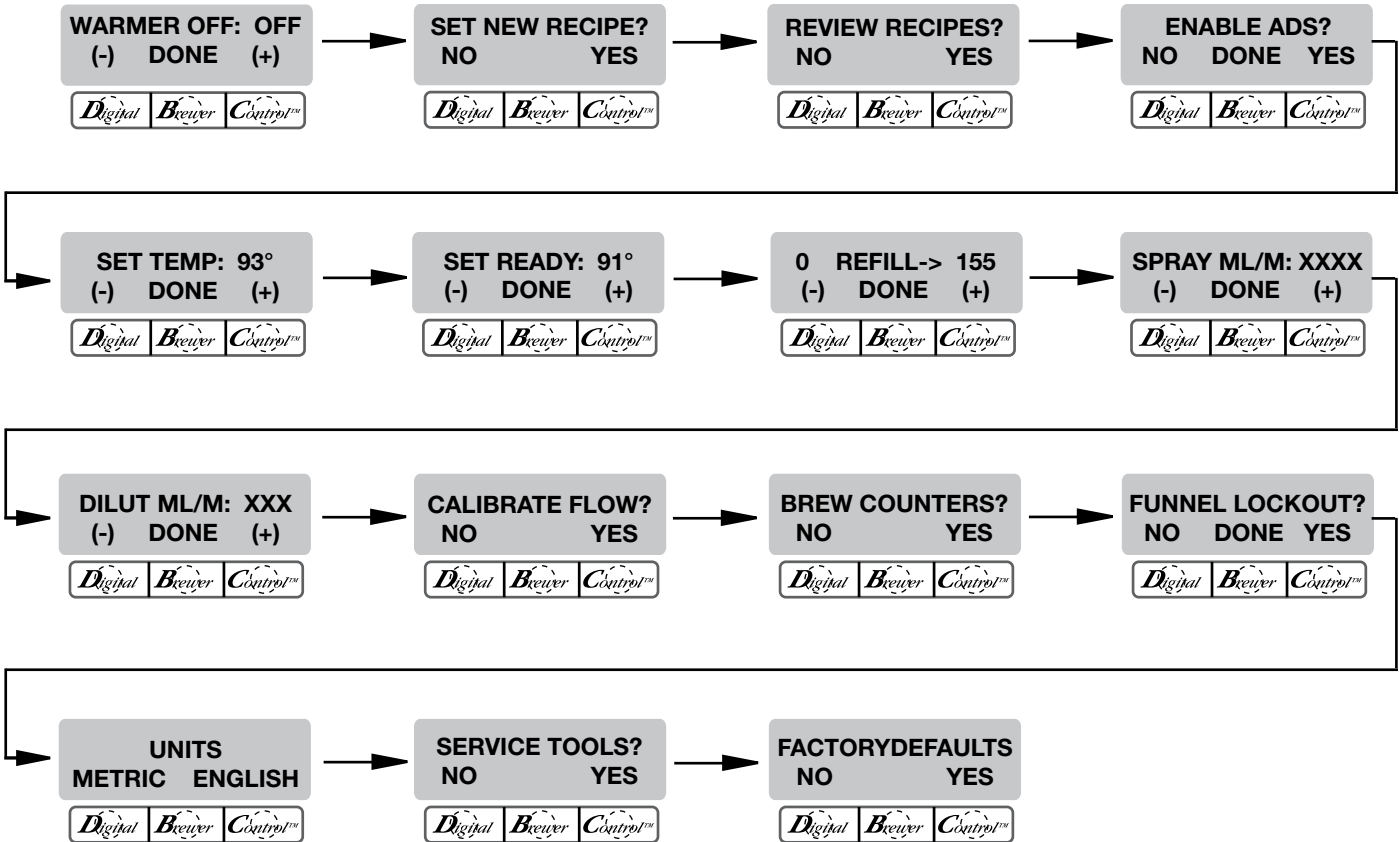 WARMER OFF: OFF
(-) DONE (+)
Digital Brewer Control™
SET NEW RECIPE?
NO YES
Digital Brewer Control™
REVIEW RECIPES?
NO YES
Digital Brewer Control™
ENABLE ADS?
NO DONE YES
Digital Brewer Control™
SET TEMP: 93°
(-) DONE (+)
Digital Brewer Control™
SET READY: 91°
(-) DONE (+)
Digital Brewer Control™
0 REFILL-> 155
(-) DONE (+)
Digital Brewer Control™
SPRAY ML/M: XXXX
(-) DONE (+)
Digital Brewer Control™
DILUT ML/M: XXX
(-) DONE (+)
Digital Brewer Control™
CALIBRATE FLOW?
NO YES
Digital Brewer Control™
BREW COUNTERS?
NO YES
Digital Brewer Control™
FUNNEL LOCKOUT?
NO DONE YES
Digital Brewer Control™
UNITS
METRIC ENGLISH
Digital Brewer Control™
SERVICE TOOLS?
NO YES
Digital Brewer Control™
FACTORYDEFAULTS
NO YES
Digital Brewer Control™